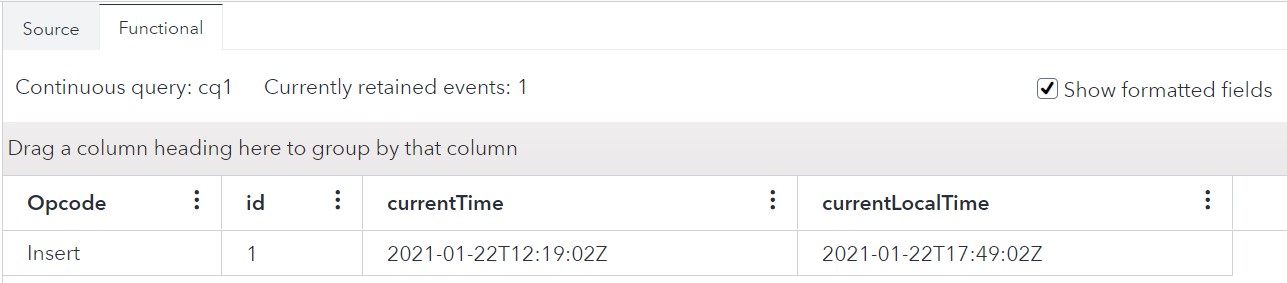 Source Functional
Continuous query: cq1 Currently retained events: 1 Show formatted fields
Drag a column heading here to group by that column
Opcode id currentTime currentLocalTime
Insert 1 2021-01-22T12:19:02Z 2021-01-22T17:49:02Z